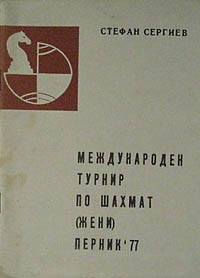 СТЕФАН СЕРГИЕВ
МЕЖДУНАРОДЕН
ТУРНИР
ПО ШАХМАТ
(ЖЕНИ)
ПЕРНИК '77